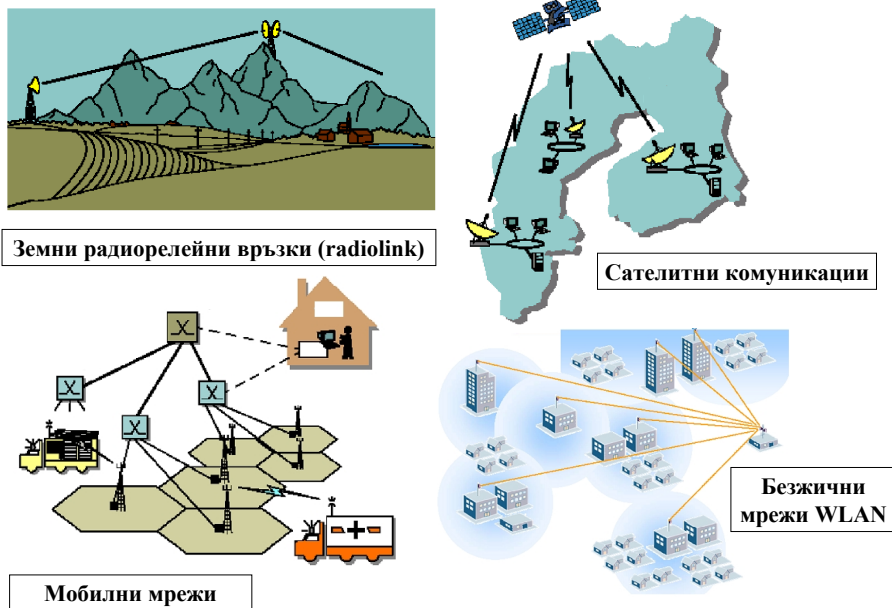 Земни радиорелейни връзки (radiolink)
Сателитни комуникации
Мобилни мрежи
Безжични
мрежи WLAN